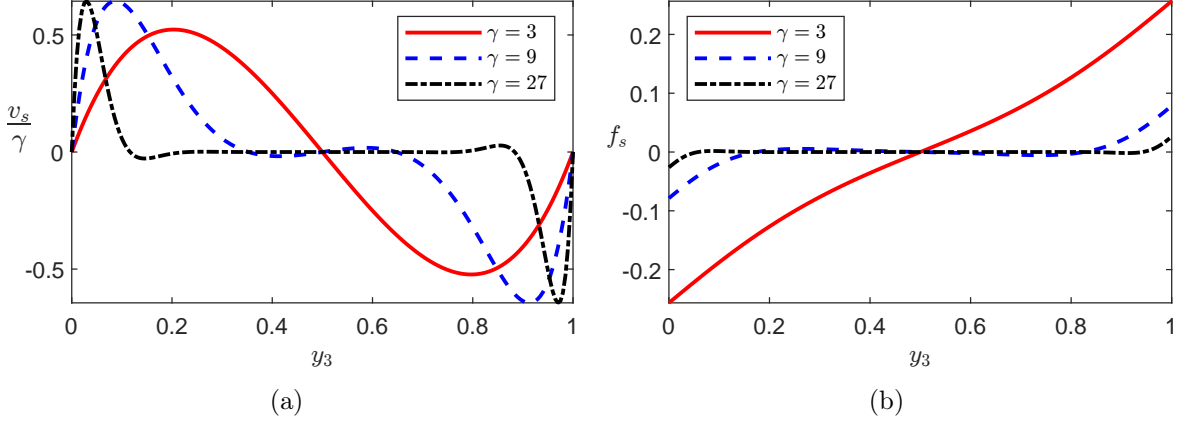 0.5
0
-0.5
v_s
γ
γ = 3
γ = 9
γ = 27
0 0.2 0.4 0.6 0.8 1
y_3
(a)
0.2
0.1
0
-0.1
-0.2
f_s
γ = 3
γ = 9
γ = 27
0 0.2 0.4 0.6 0.8 1
y_3
(b)